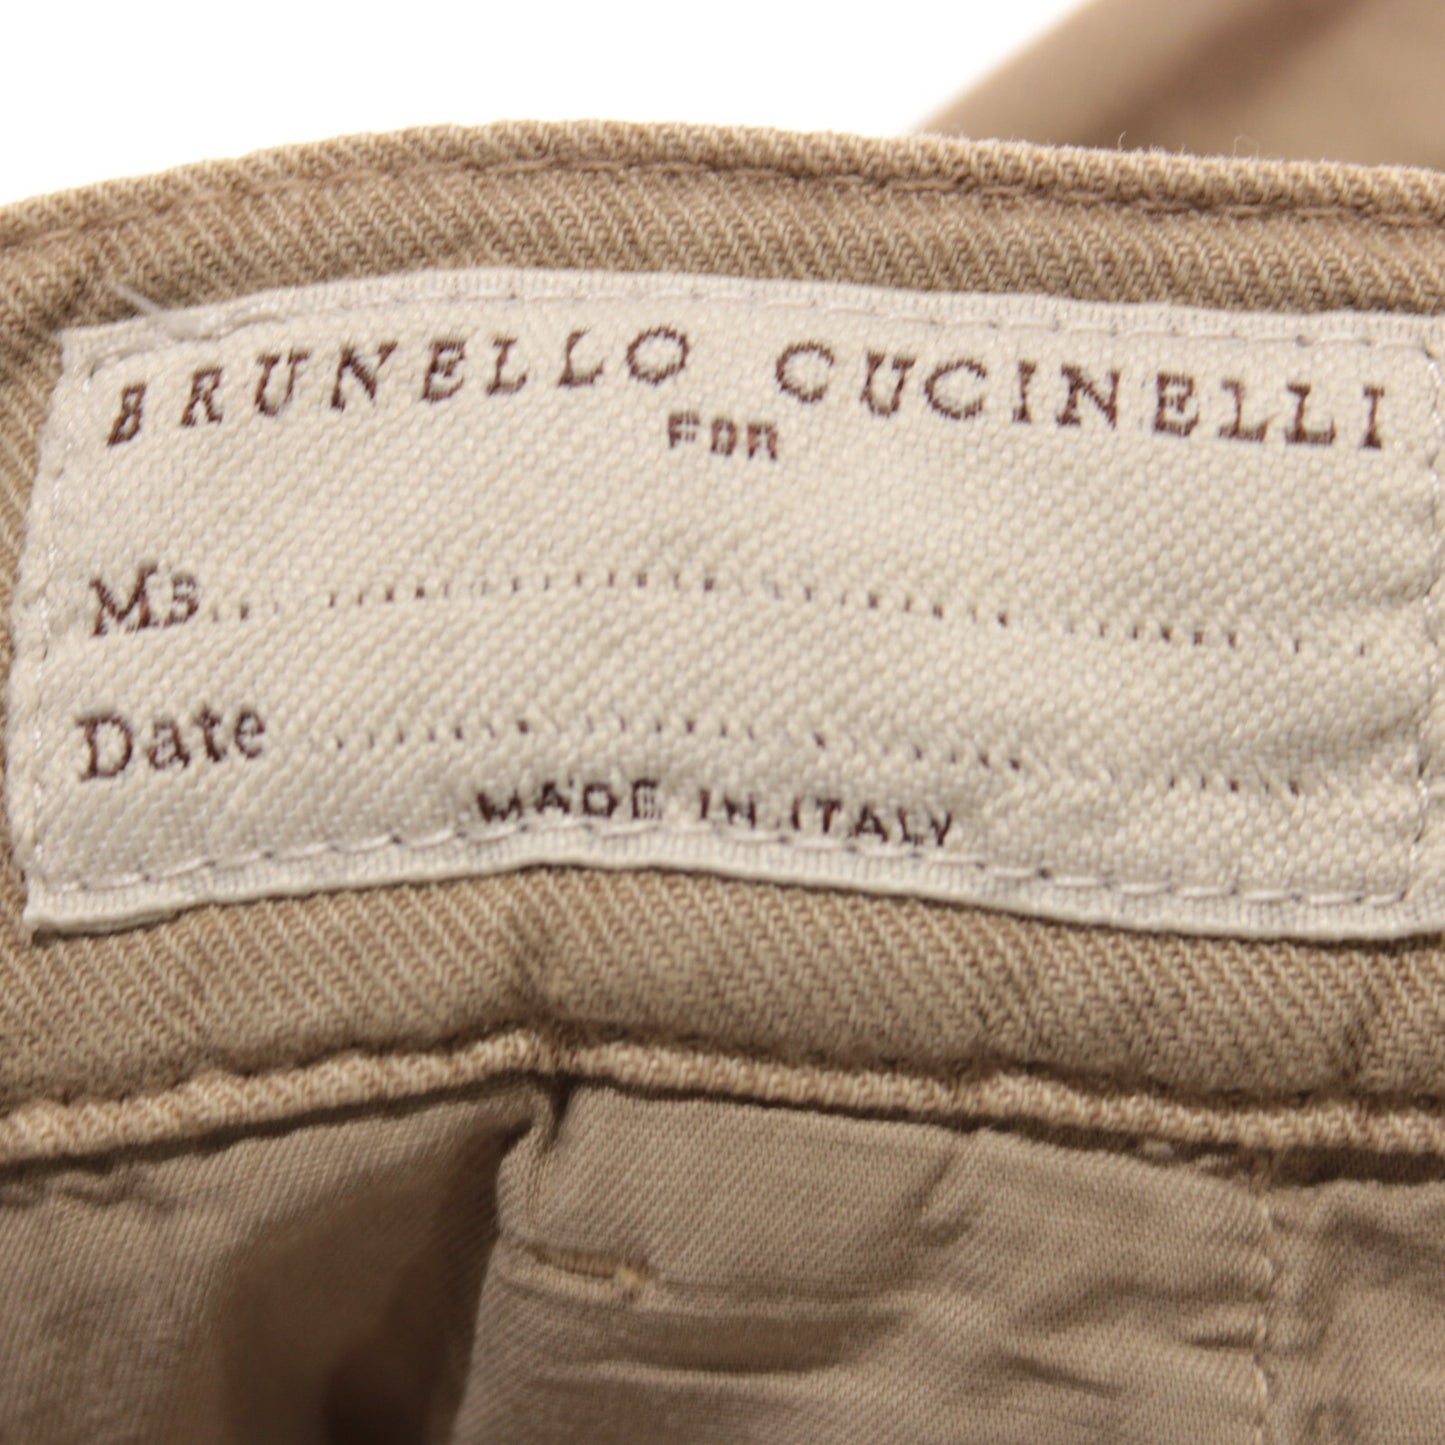 BRUNELLO CUCINELLI
FOR
Ms..............................................
Date ..............................................
MADE IN ITALY